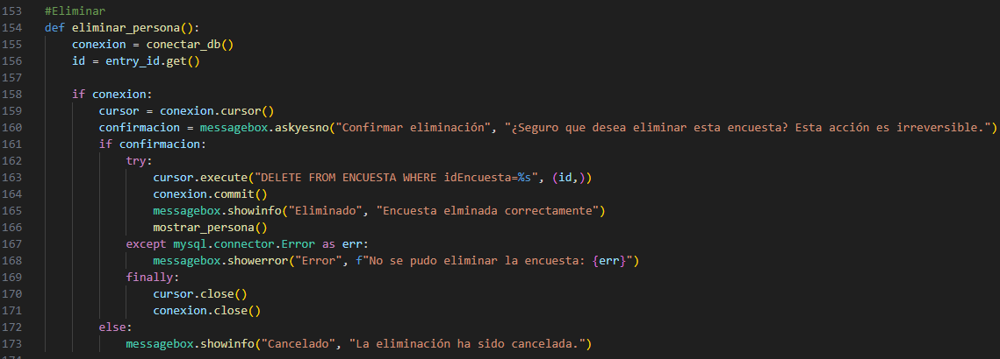 153 #Eliminar
154 def eliminar_persona():
155     conexion = conectar_db()
156     id = entry_id.get()
157
158     if conexion:
159         cursor = conexion.cursor()
160         confirmacion = messagebox.askyesno("Confirmar eliminación", "¿Seguro que desea eliminar esta encuesta? Esta acción es irreversible.")
161         if confirmacion:
162             try:
163                 cursor.execute("DELETE FROM ENCUESTA WHERE idEncuesta=%s", (id,))
164                 conexion.commit()
165                 messagebox.showinfo("Eliminado", "Encuesta elminada correctamente")
166                 mostrar_persona()
167             except mysql.connector.Error as err:
168                 messagebox.showerror("Error", f"No se pudo eliminar la encuesta: {err}")
169             finally:
170                 cursor.close()
171                 conexion.close()
172         else:
173             messagebox.showinfo("Cancelado", "La eliminación ha sido cancelada.")